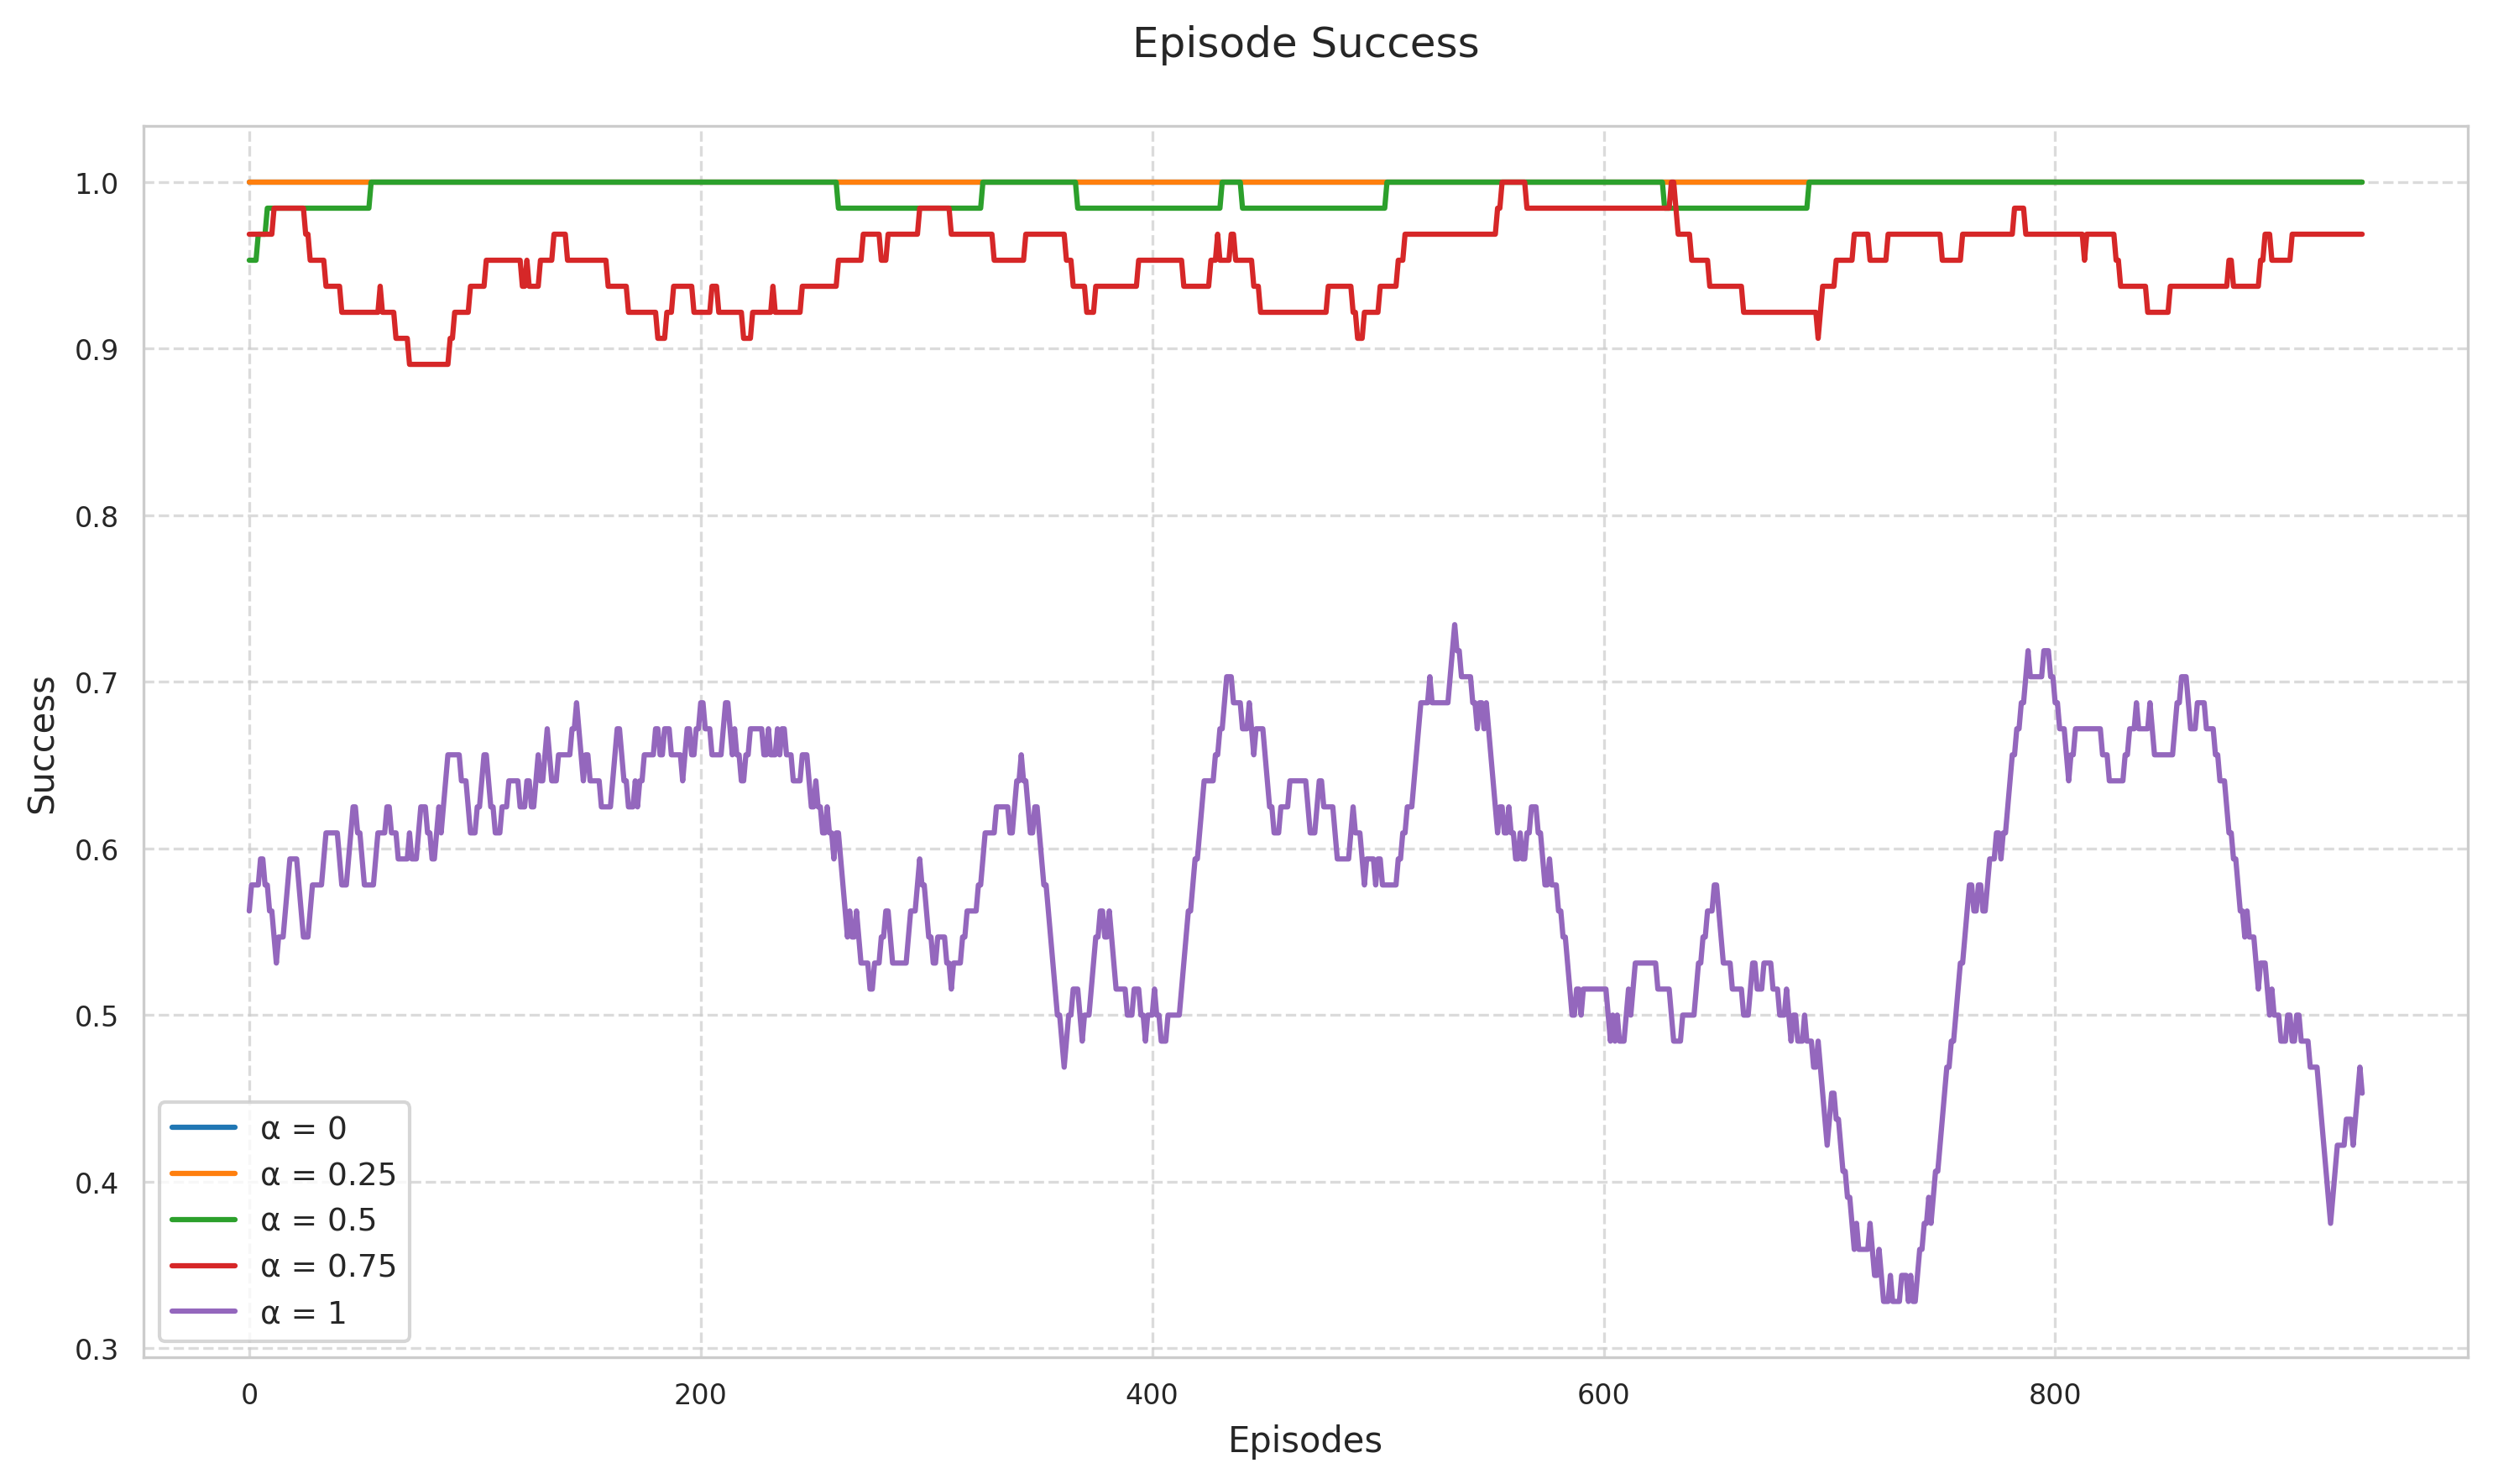 Episode Success
1.0
0.9
0.8
0.7
0.6
0.5
0.4
0.3
Success
α = 0
α = 0.25
α = 0.5
α = 0.75
α = 1
0 200 400 600 800
Episodes